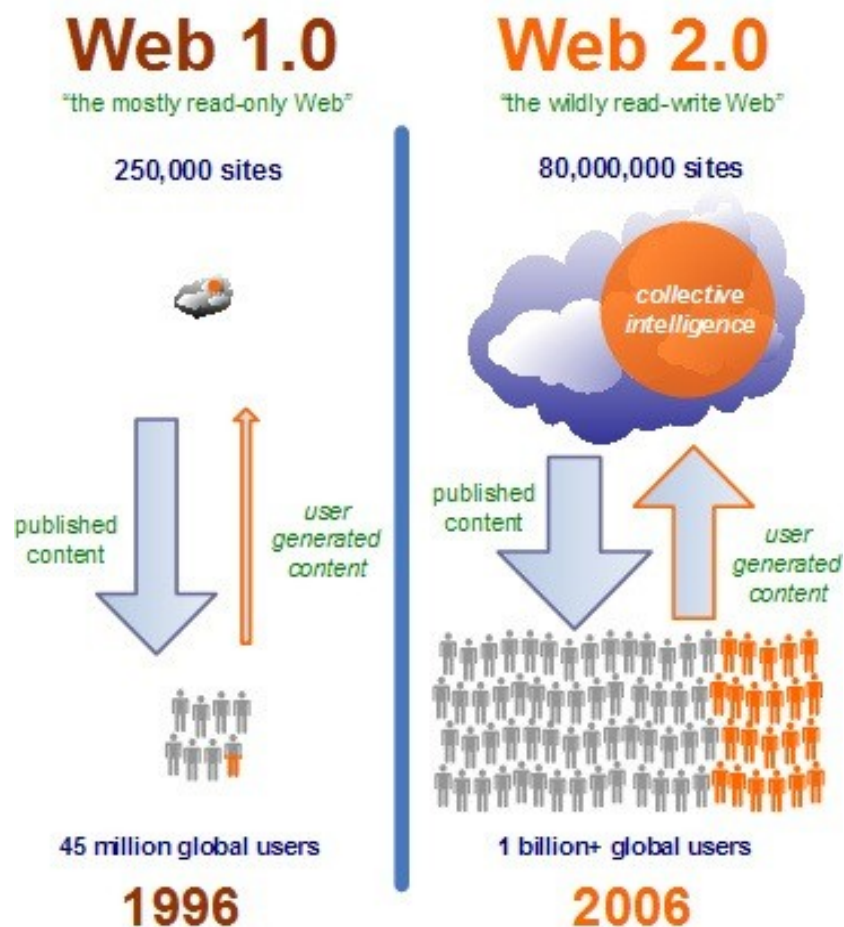 Web 1.0
"the mostly read-only Web"
250,000 sites
published
content
user
generated
content
45 million global users
1996
Web 2.0
"the wildly read-write Web"
80,000,000 sites
collective
intelligence
published
content
user
generated
content
1 billion+ global users
2006